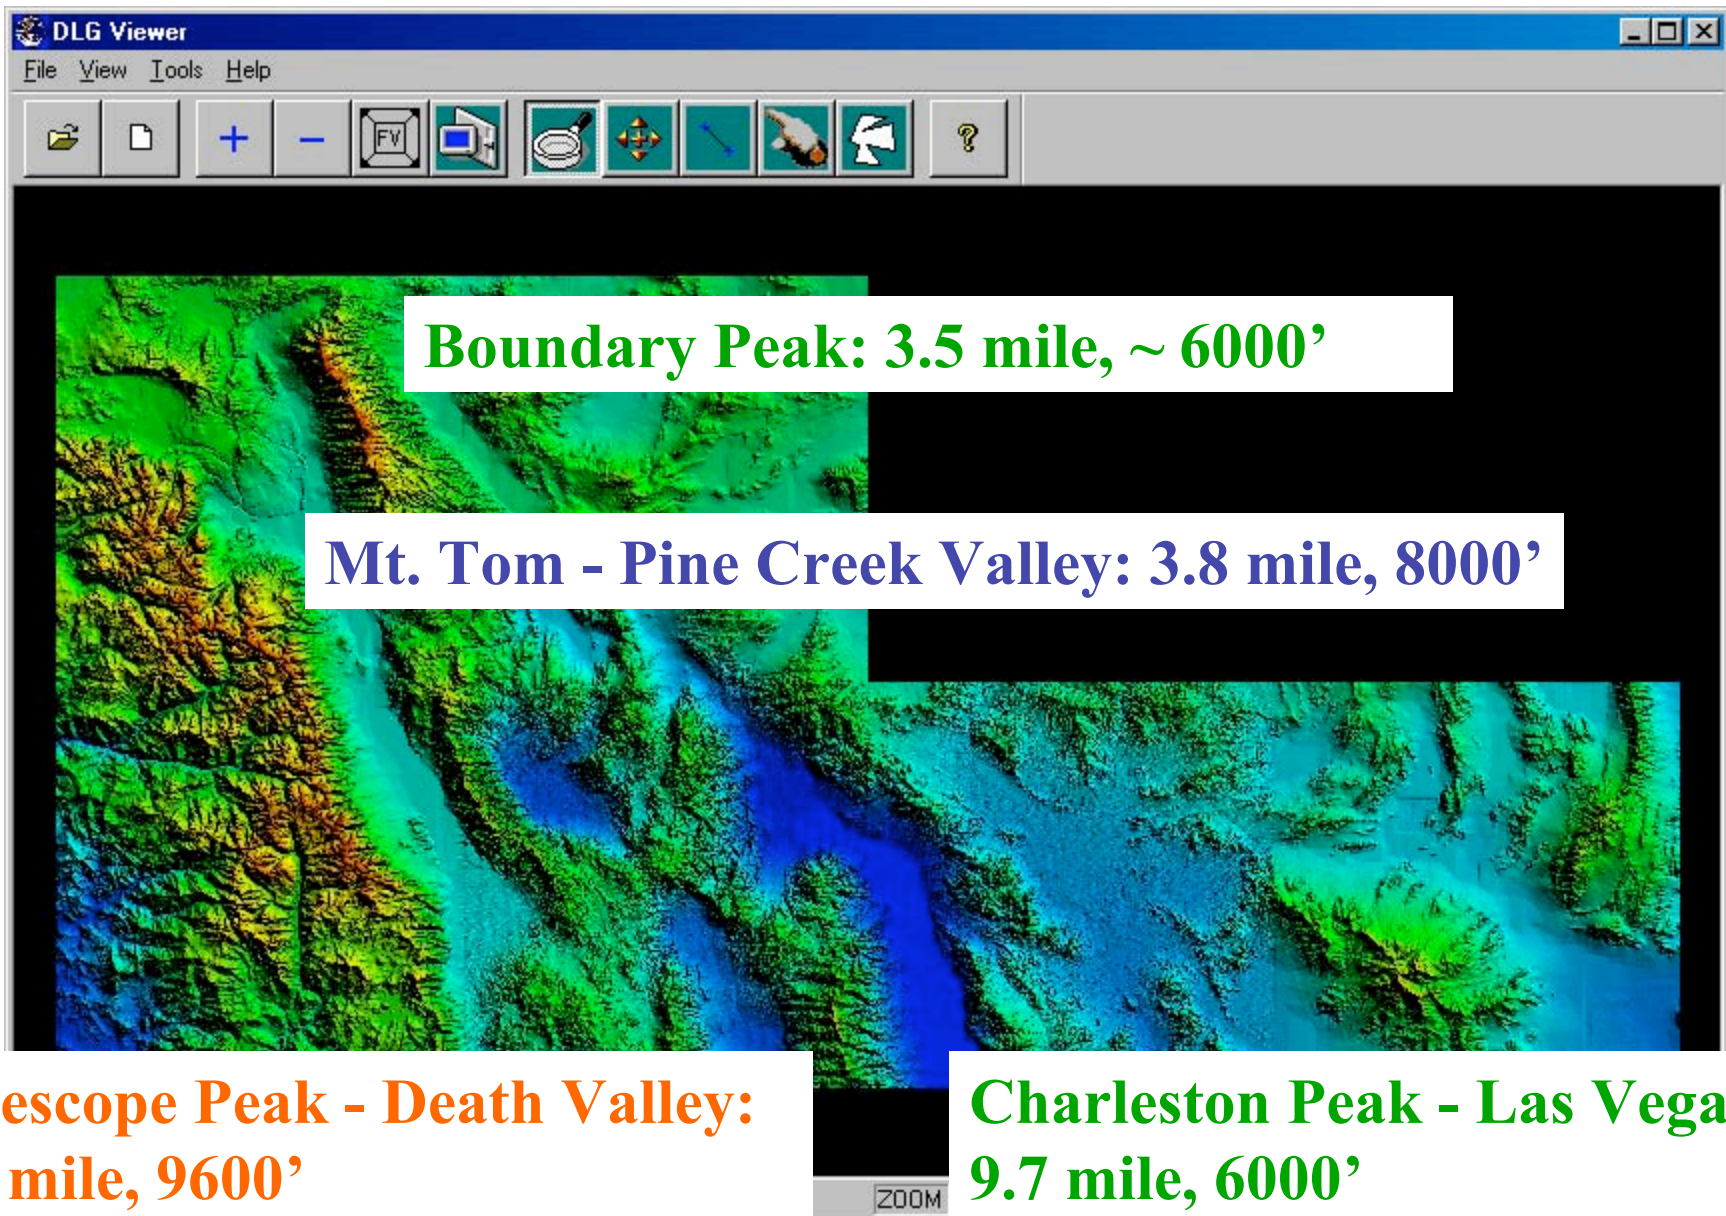 DLG Viewer
File View Tools Help
FV
Boundary Peak: 3.5 mile, ~ 6000’
Mt. Tom - Pine Creek Valley: 3.8 mile, 8000’
escope Peak - Death Valley:
mile, 9600’
Charleston Peak - Las Vega
9.7 mile, 6000’
ZOOM